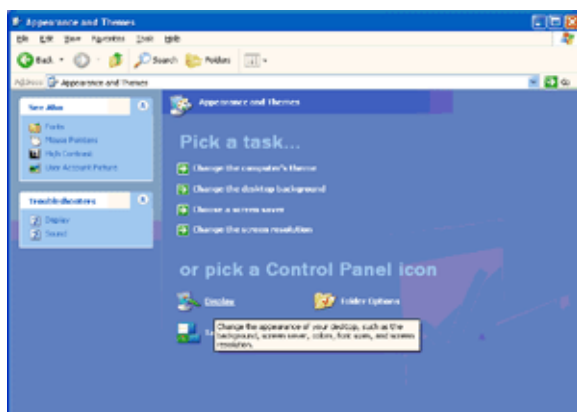 Appearance and Themes
File Edit View Favorites Tools Help
Back Search Folders
Address Appearance and Themes Go
See Also
Fonts
Mouse Pointers
High Contrast
User Account Picture
Troubleshooters
Display
Sound
Appearance and Themes
Pick a task...
Change the computer's theme
Change the desktop background
Choose a screen saver
Change the screen resolution
or pick a Control Panel icon
Display Folder Options
Change the appearance of your desktop, such as the
background, screen saver, colors, font sizes, and screen
resolution.